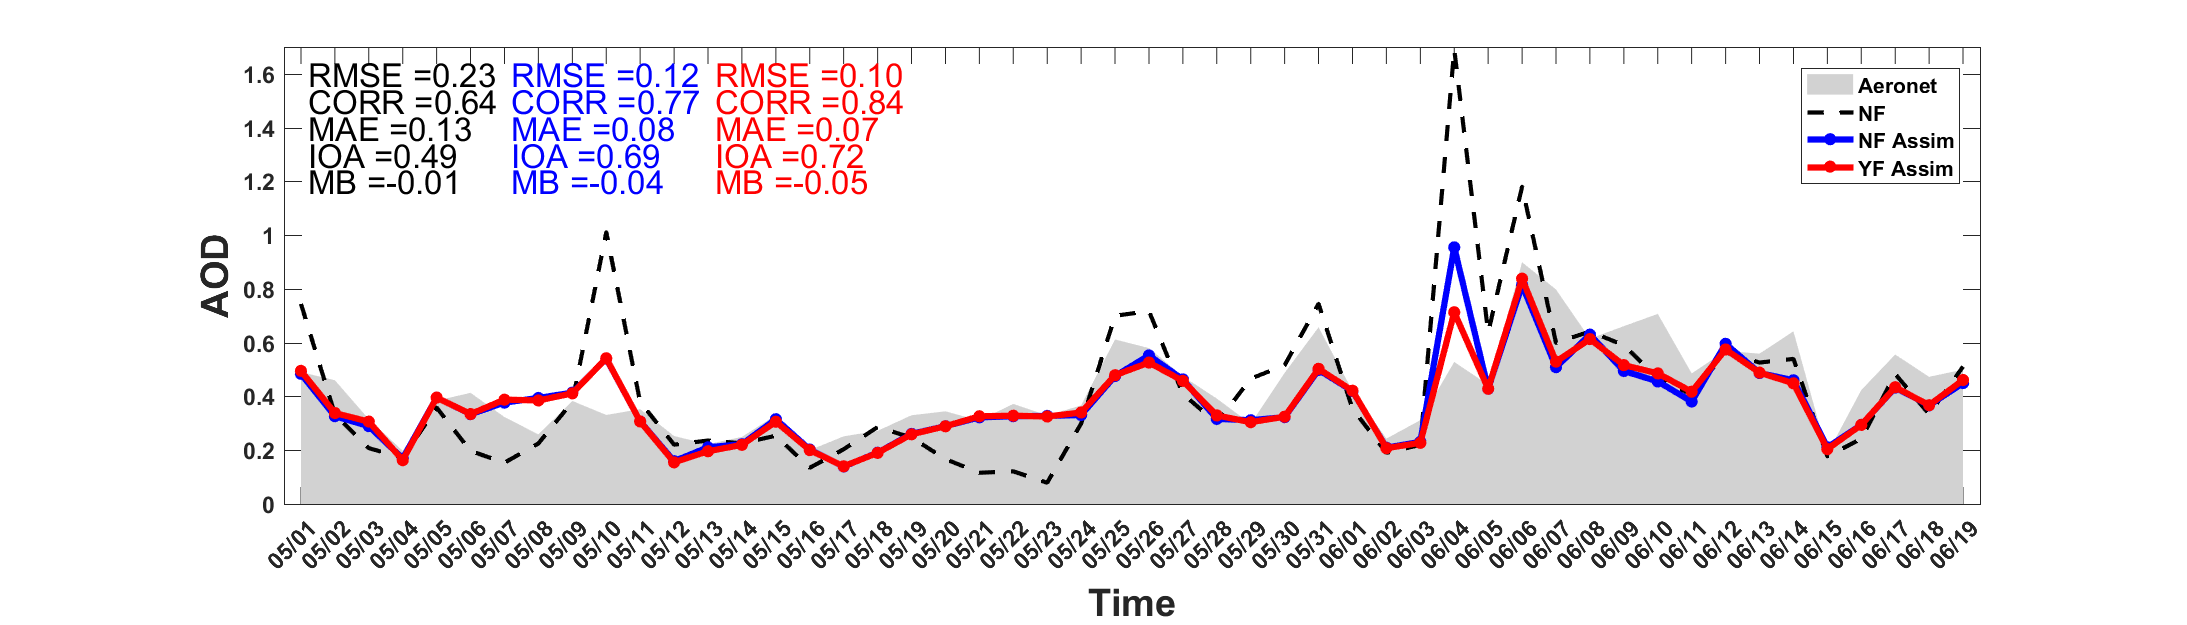 RMSE =0.23 RMSE =0.12 RMSE =0.10
CORR =0.64 CORR =0.77 CORR =0.84
MAE =0.13 MAE =0.08 MAE =0.07
IOA =0.49 IOA =0.69 IOA =0.72
MB =-0.01 MB =-0.04 MB =-0.05
Aeronet
NF
NF Assim
YF Assim
AOD
1.6
1.4
1.2
1
0.8
0.6
0.4
0.2
0
05/01 05/02 05/03 05/04 05/05 05/06 05/07 05/08 05/09 05/10 05/11 05/12 05/13 05/14 05/15 05/16 05/17 05/18 05/19 05/20 05/21 05/22 05/23 05/24 05/25 05/26 05/27 05/28 05/29 05/30 05/31 06/01 06/02 06/03 06/04 06/05 06/06 06/07 06/08 06/09 06/10 06/11 06/12 06/13 06/14 06/15 06/16 06/17 06/18 06/19
Time